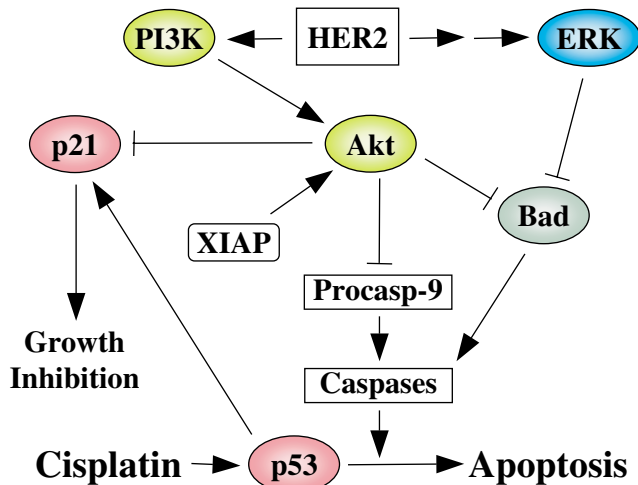 PI3K
HER2
ERK
p21
Akt
Bad
XIAP
Procasp-9
Growth
Inhibition
Caspases
Cisplatin
p53
Apoptosis